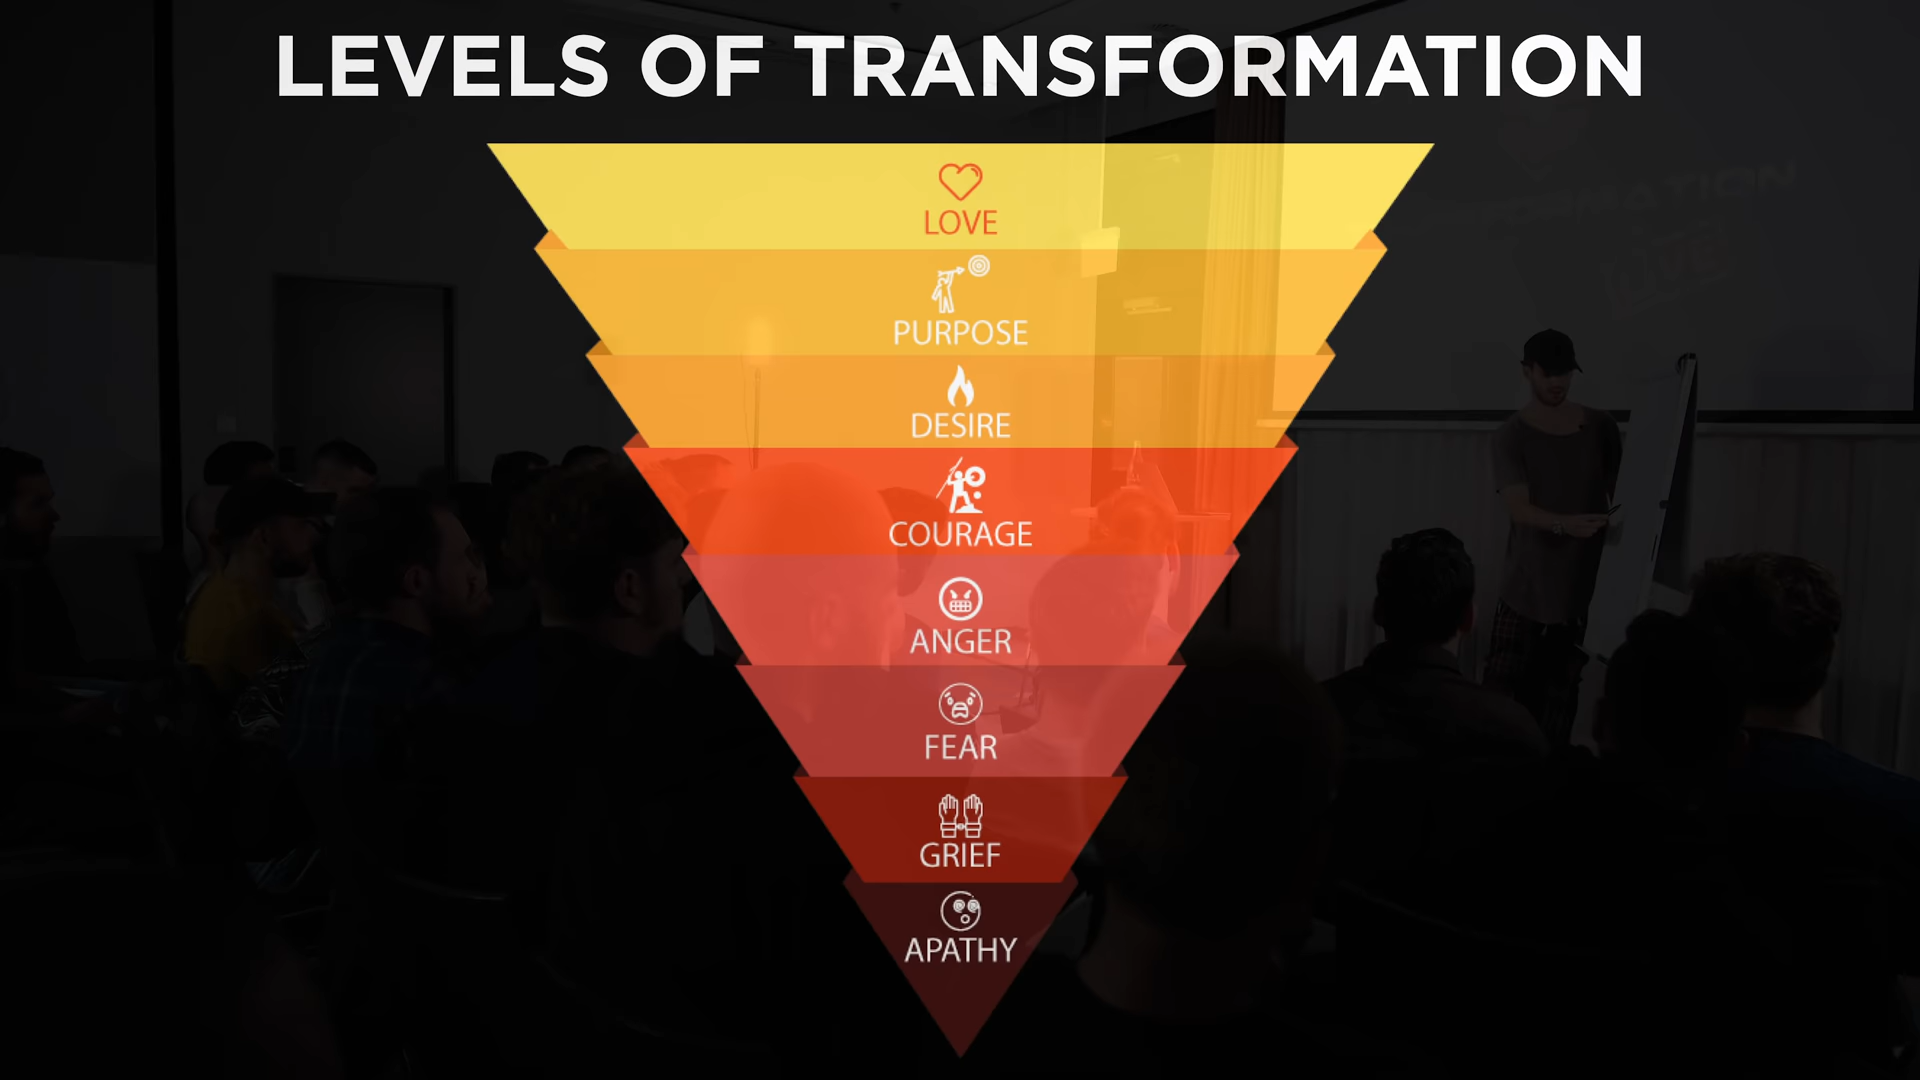 LEVELS OF TRANSFORMATION
LOVE
PURPOSE
DESIRE
COURAGE
ANGER
FEAR
GRIEF
APATHY